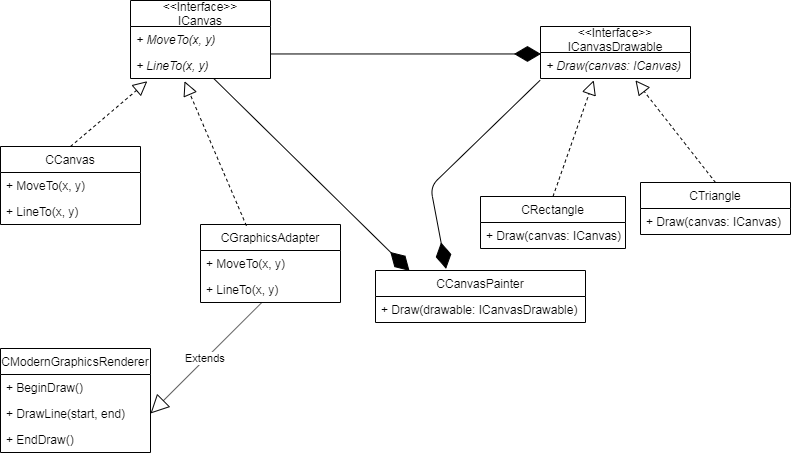 <<Interface>>
ICanvas
+ MoveTo(x, y)
+ LineTo(x, y)
<<Interface>>
ICanvasDrawable
+ Draw(canvas: ICanvas)
CCanvas
+ MoveTo(x, y)
+ LineTo(x, y)
CGraphicsAdapter
+ MoveTo(x, y)
+ LineTo(x, y)
CRectangle
+ Draw(canvas: ICanvas)
CTriangle
+ Draw(canvas: ICanvas)
CCanvasPainter
+ Draw(drawable: ICanvasDrawable)
Extends
CModernGraphicsRenderer
+ BeginDraw()
+ DrawLine(start, end)
+ EndDraw()